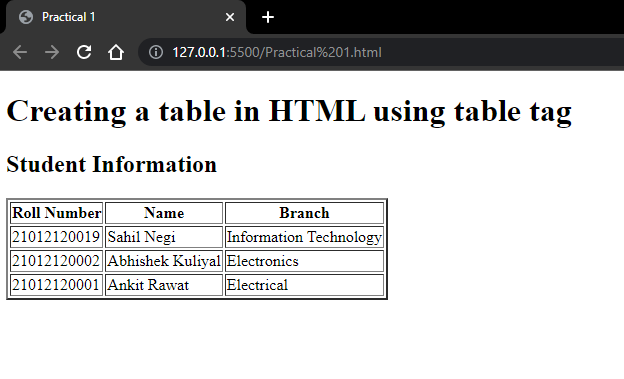 Practical 1
127.0.0.1:5500/Practical%201.html
Creating a table in HTML using table tag
Student Information
Roll Number Name Branch
21012120019 Sahil Negi Information Technology
21012120002 Abhishek Kuliyal Electronics
21012120001 Ankit Rawat Electrical